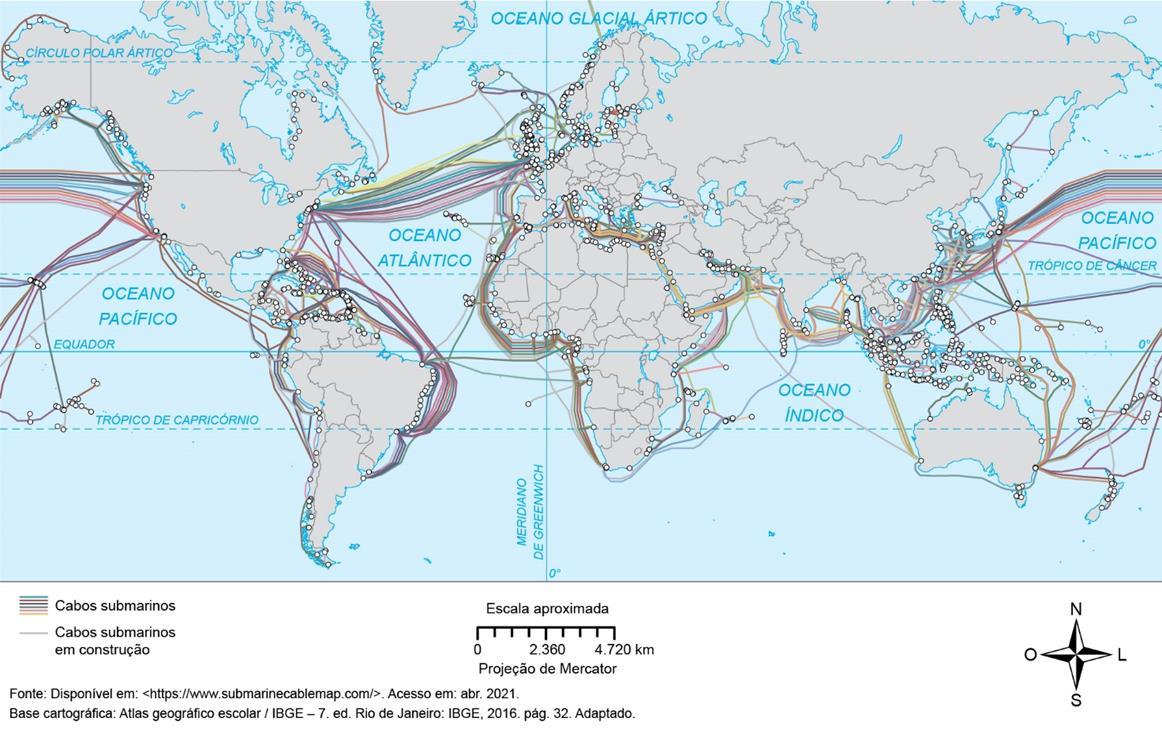 OCEANO GLACIAL ÁRTICO
CÍRCULO POLAR ÁRTICO
OCEANO
ATLÂNTICO
OCEANO
PACÍFICO
TRÓPICO DE CÂNCER
OCEANO
PACÍFICO
EQUADOR
0°
OCEANO
ÍNDICO
TRÓPICO DE CAPRICÓRNIO
MERIDIANO
DE GREENWICH
0°
Cabos submarinos
Cabos submarinos
em construção
Escala aproximada
0 2.360 4.720 km
Projeção de Mercator
N
O L
S
Fonte: Disponível em: <https://www.submarinecablemap.com/>. Acesso em: abr. 2021.
Base cartográfica: Atlas geográfico escolar / IBGE – 7. ed. Rio de Janeiro: IBGE, 2016. pág. 32. Adaptado.